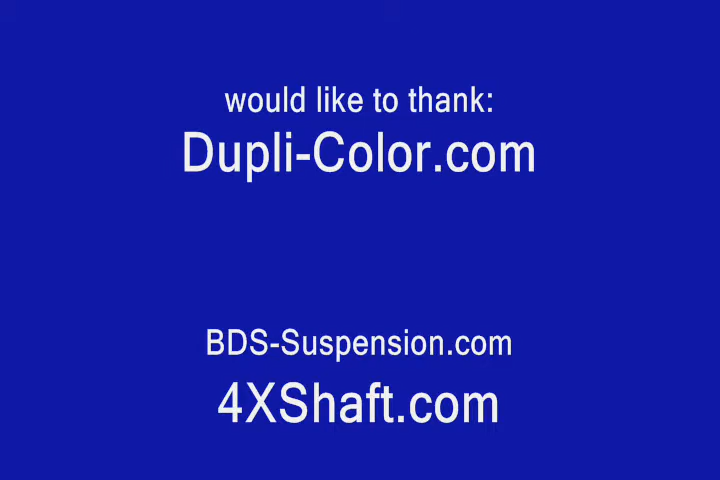 would like to thank:
Dupli-Color.com
BDS-Suspension.com
4XShaft.com